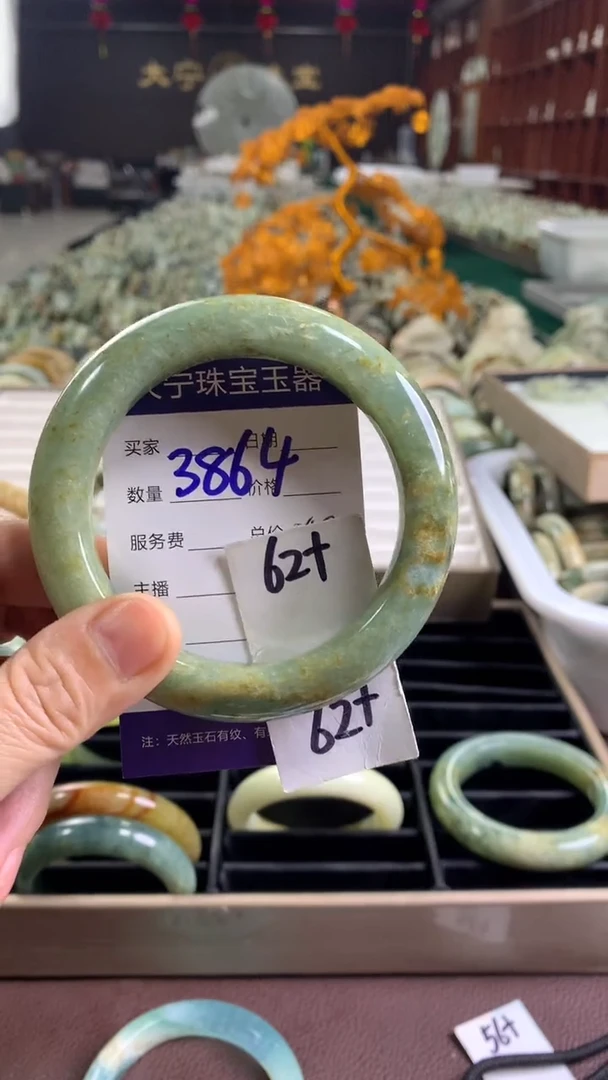 大宁
堂
宁珠宝玉器
买家
日期
3864
数量
价格
服务费
总价
62+
主播
62+
注：天然玉石有纹、有
56+